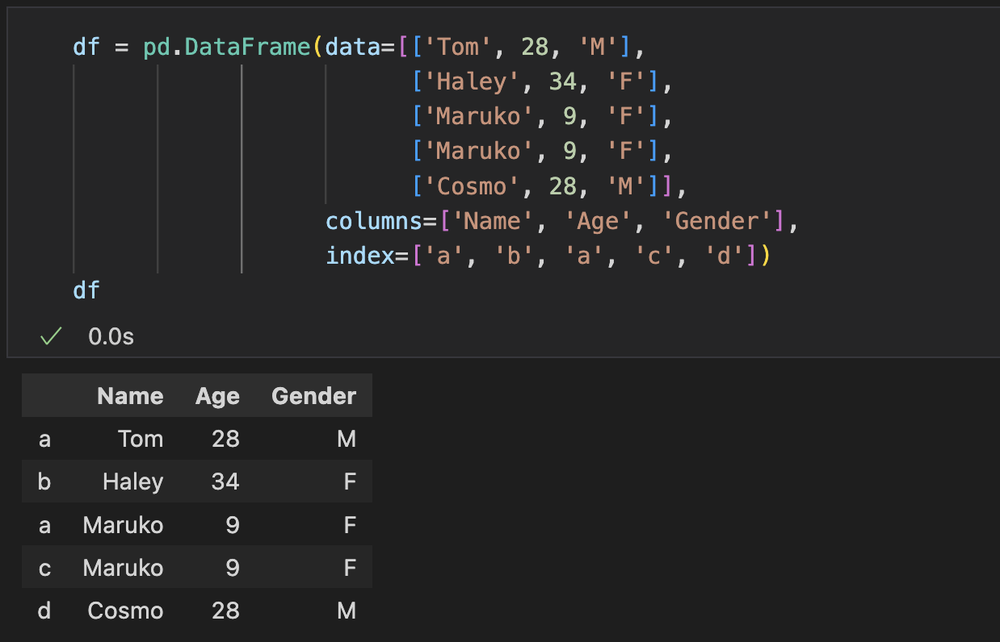 df = pd.DataFrame(data=[['Tom', 28, 'M'],
['Haley', 34, 'F'],
['Maruko', 9, 'F'],
['Maruko', 9, 'F'],
['Cosmo', 28, 'M']],
columns=['Name', 'Age', 'Gender'],
index=['a', 'b', 'a', 'c', 'd'])
df
0.0s
Name Age Gender
a Tom 28 M
b Haley 34 F
a Maruko 9 F
c Maruko 9 F
d Cosmo 28 M